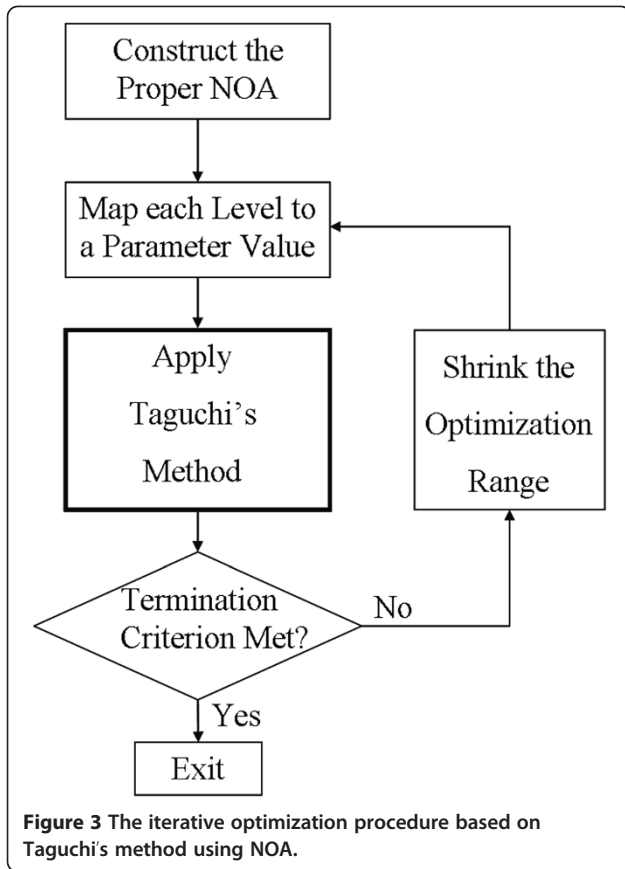 Construct the
Proper NOA
Map each Level to
a Parameter Value
Apply
Taguchi's
Method
Shrink the
Optimization
Range
Termination
Criterion Met?
No
Yes
Exit
Figure 3 The iterative optimization procedure based on
Taguchi's method using NOA.